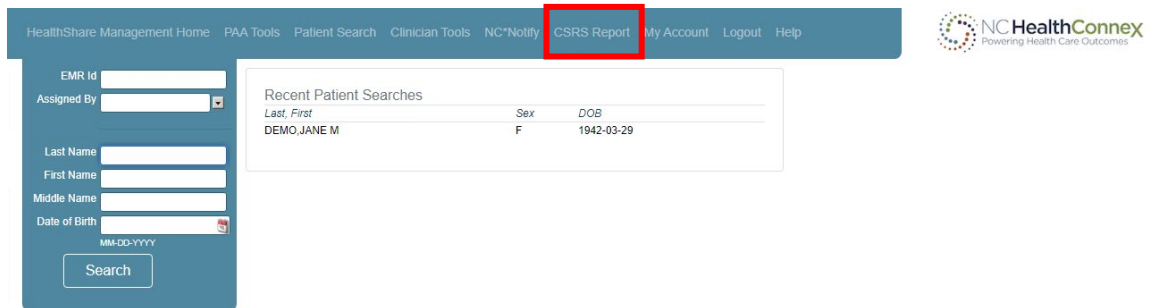 HealthShare Management Home PAA Tools Patient Search Clinician Tools NC*Notify CSRS Report My Account Logout Help
NCHealthConnex
Powering Health Care Outcomes
EMR Id
Assigned By
Last Name
First Name
Middle Name
Date of Birth
MM-DD-YYYY
Search
Recent Patient Searches
Last, First Sex DOB
DEMO,JANE M F 1942-03-29